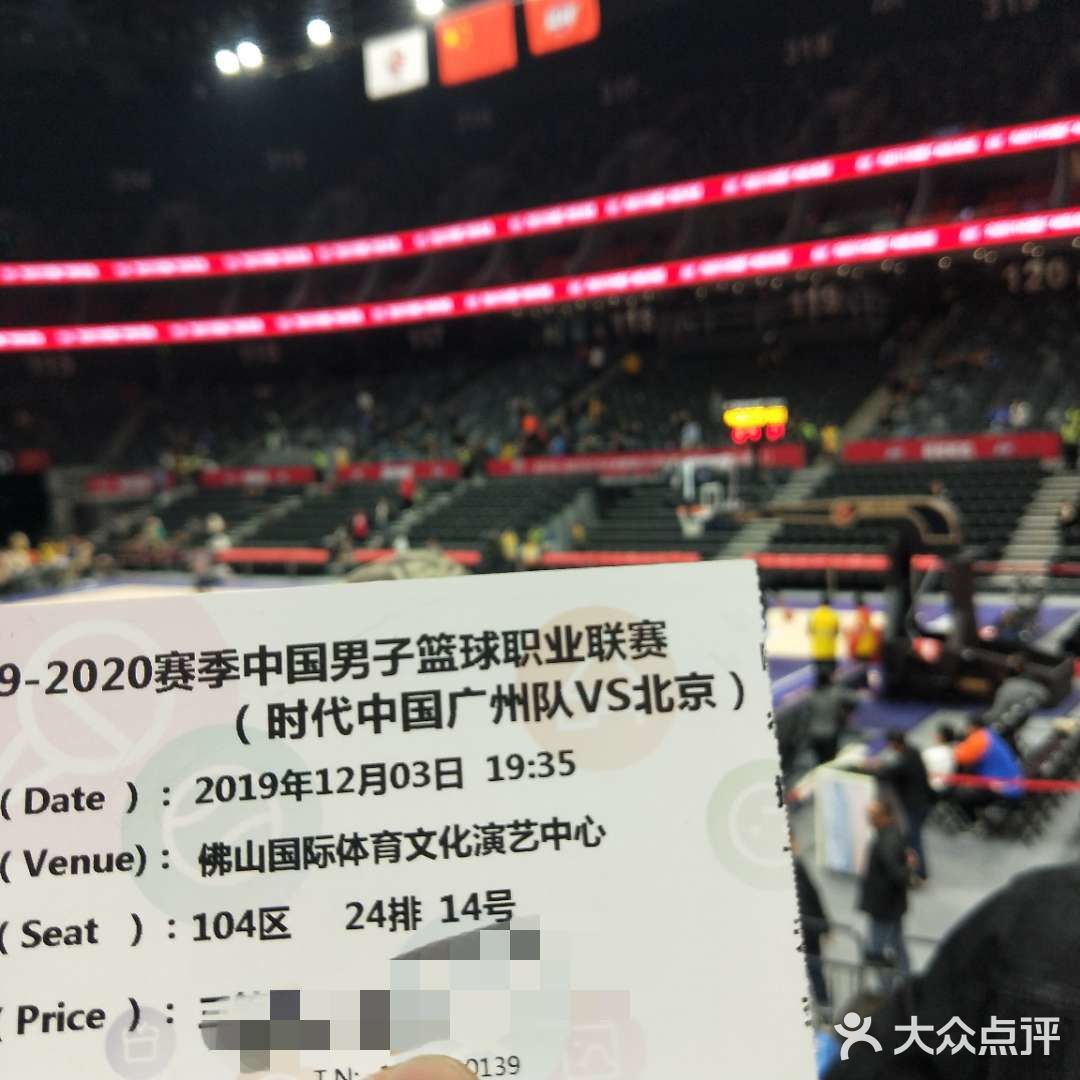 9-2020赛季中国男子篮球职业联赛
（时代中国广州队VS北京）
( Date ) : 2019年12月03日 19:35
( Venue) : 佛山国际体育文化演艺中心
( Seat ) : 104区 24排 14号
( Price ) : 三
0139
120
119
大众点评